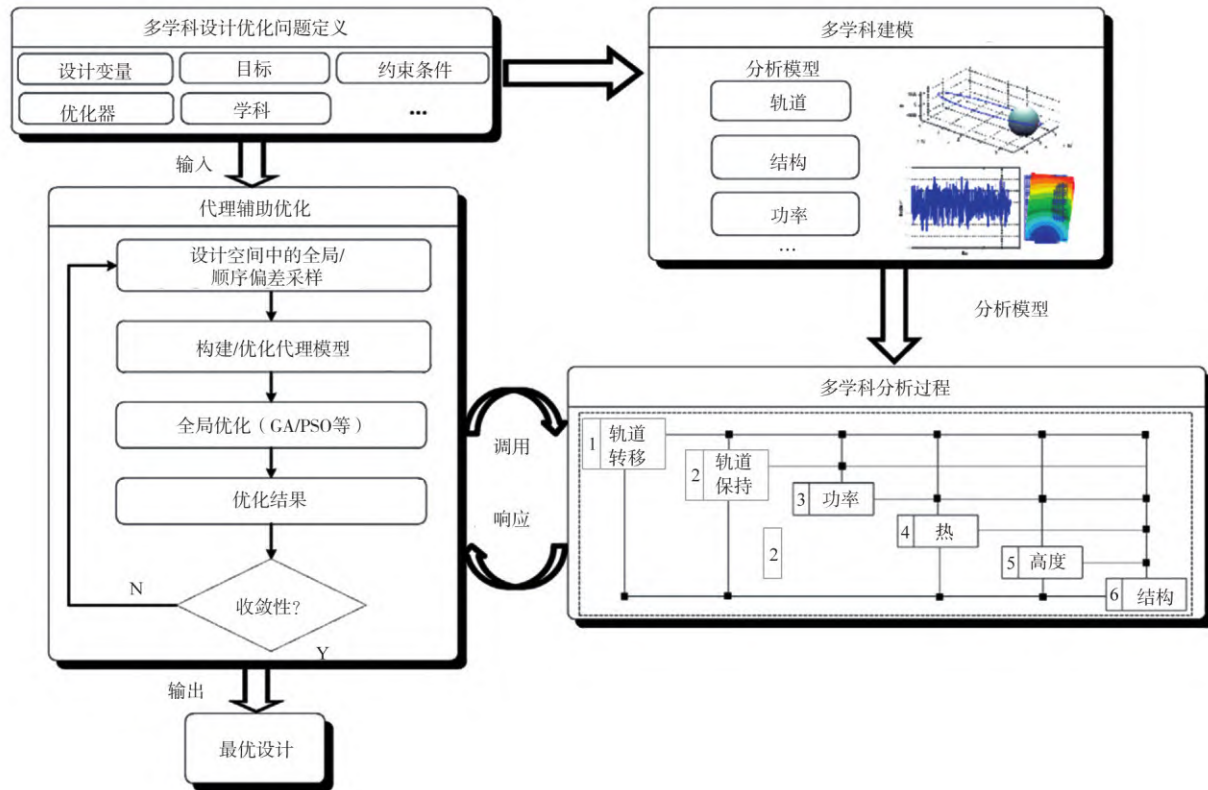 多学科设计优化问题定义
设计变量
目标
约束条件
优化器
学科
...
输入
代理辅助优化
设计空间中的全局/
顺序偏差采样
构建/优化代理模型
全局优化（GA/PSO等）
优化结果
收敛性?
N
Y
输出
最优设计
多学科建模
分析模型
轨道
结构
功率
...
分析模型
调用
响应
多学科分析过程
1 轨道
转移
2 轨道
保持
3 功率
2
4 热
5 高度
6 结构